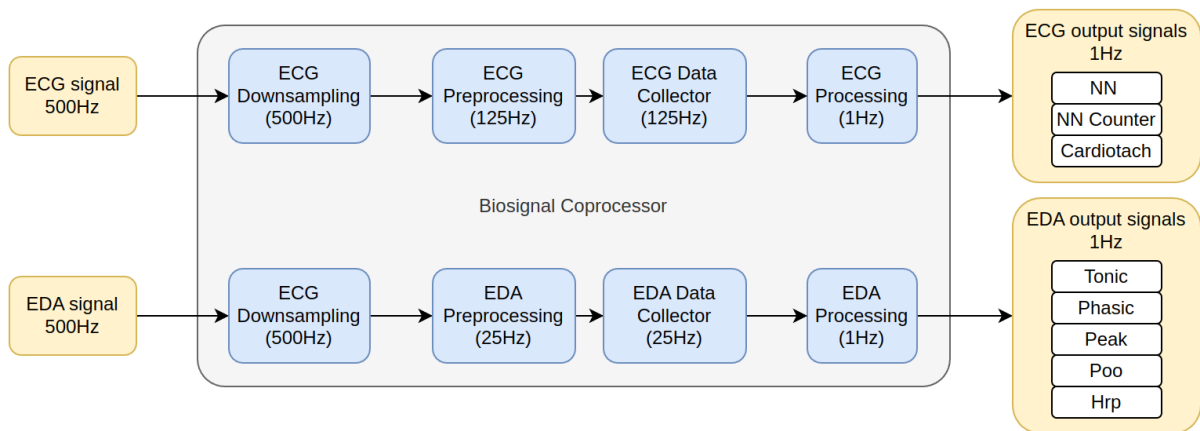 ECG signal
500Hz
ECG
Downsampling
(500Hz)
ECG
Preprocessing
(125Hz)
ECG Data
Collector
(125Hz)
ECG
Processing
(1Hz)
ECG output signals
1Hz
NN
NN Counter
Cardiotach
Biosignal Coprocessor
EDA signal
500Hz
ECG
Downsampling
(500Hz)
EDA
Preprocessing
(25Hz)
EDA Data
Collector
(25Hz)
EDA
Processing
(1Hz)
EDA output signals
1Hz
Tonic
Phasic
Peak
Poo
Hrp